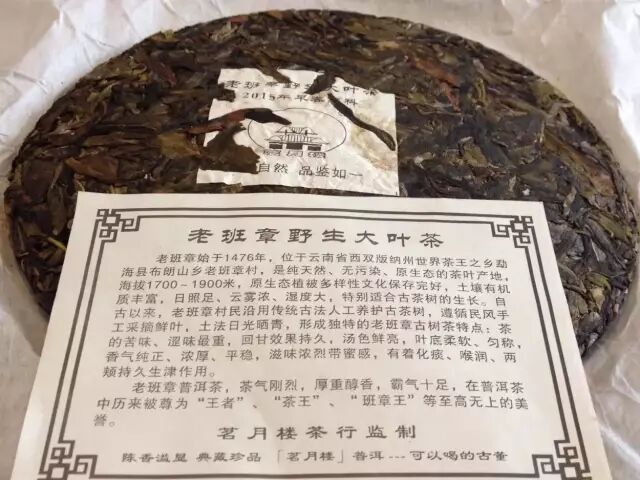 老班章野生大叶茶
2015年早春
自然 品鉴如一
老班章野生大叶茶
老班章始于1476年，位于云南省西双版纳州世界茶王之乡勐
海县布朗山乡老班章村，是纯天然、无污染、原生态的茶叶产地，
海拔1700～1900米，原生态植被多样性文化保存完好，土壤有机
质丰富，日照足、云雾浓、湿度大，特别适合古茶树的生长。自
古以来，老班章村民沿用传统古法人工养护古茶树，遵循民风手
工采摘鲜叶，土法日光晒青，形成独特的老班章古树茶特点：茶
的苦味、涩味最重，回甘效果持久，汤色鲜亮，叶底柔软、匀称，
香气纯正、浓厚、平稳，滋味浓烈带蜜感，有着化痰、喉润、两
颊持久生津作用。
老班章普洱茶，茶气刚烈，厚重醇香，霸气十足，在普洱茶
中历来被尊为“王者”、“茶王”、“班章王”等至高无上的美
誉。
茗月楼茶行监制
陈香溢显 典藏珍品 「茗月楼」普洱---可以喝的古董